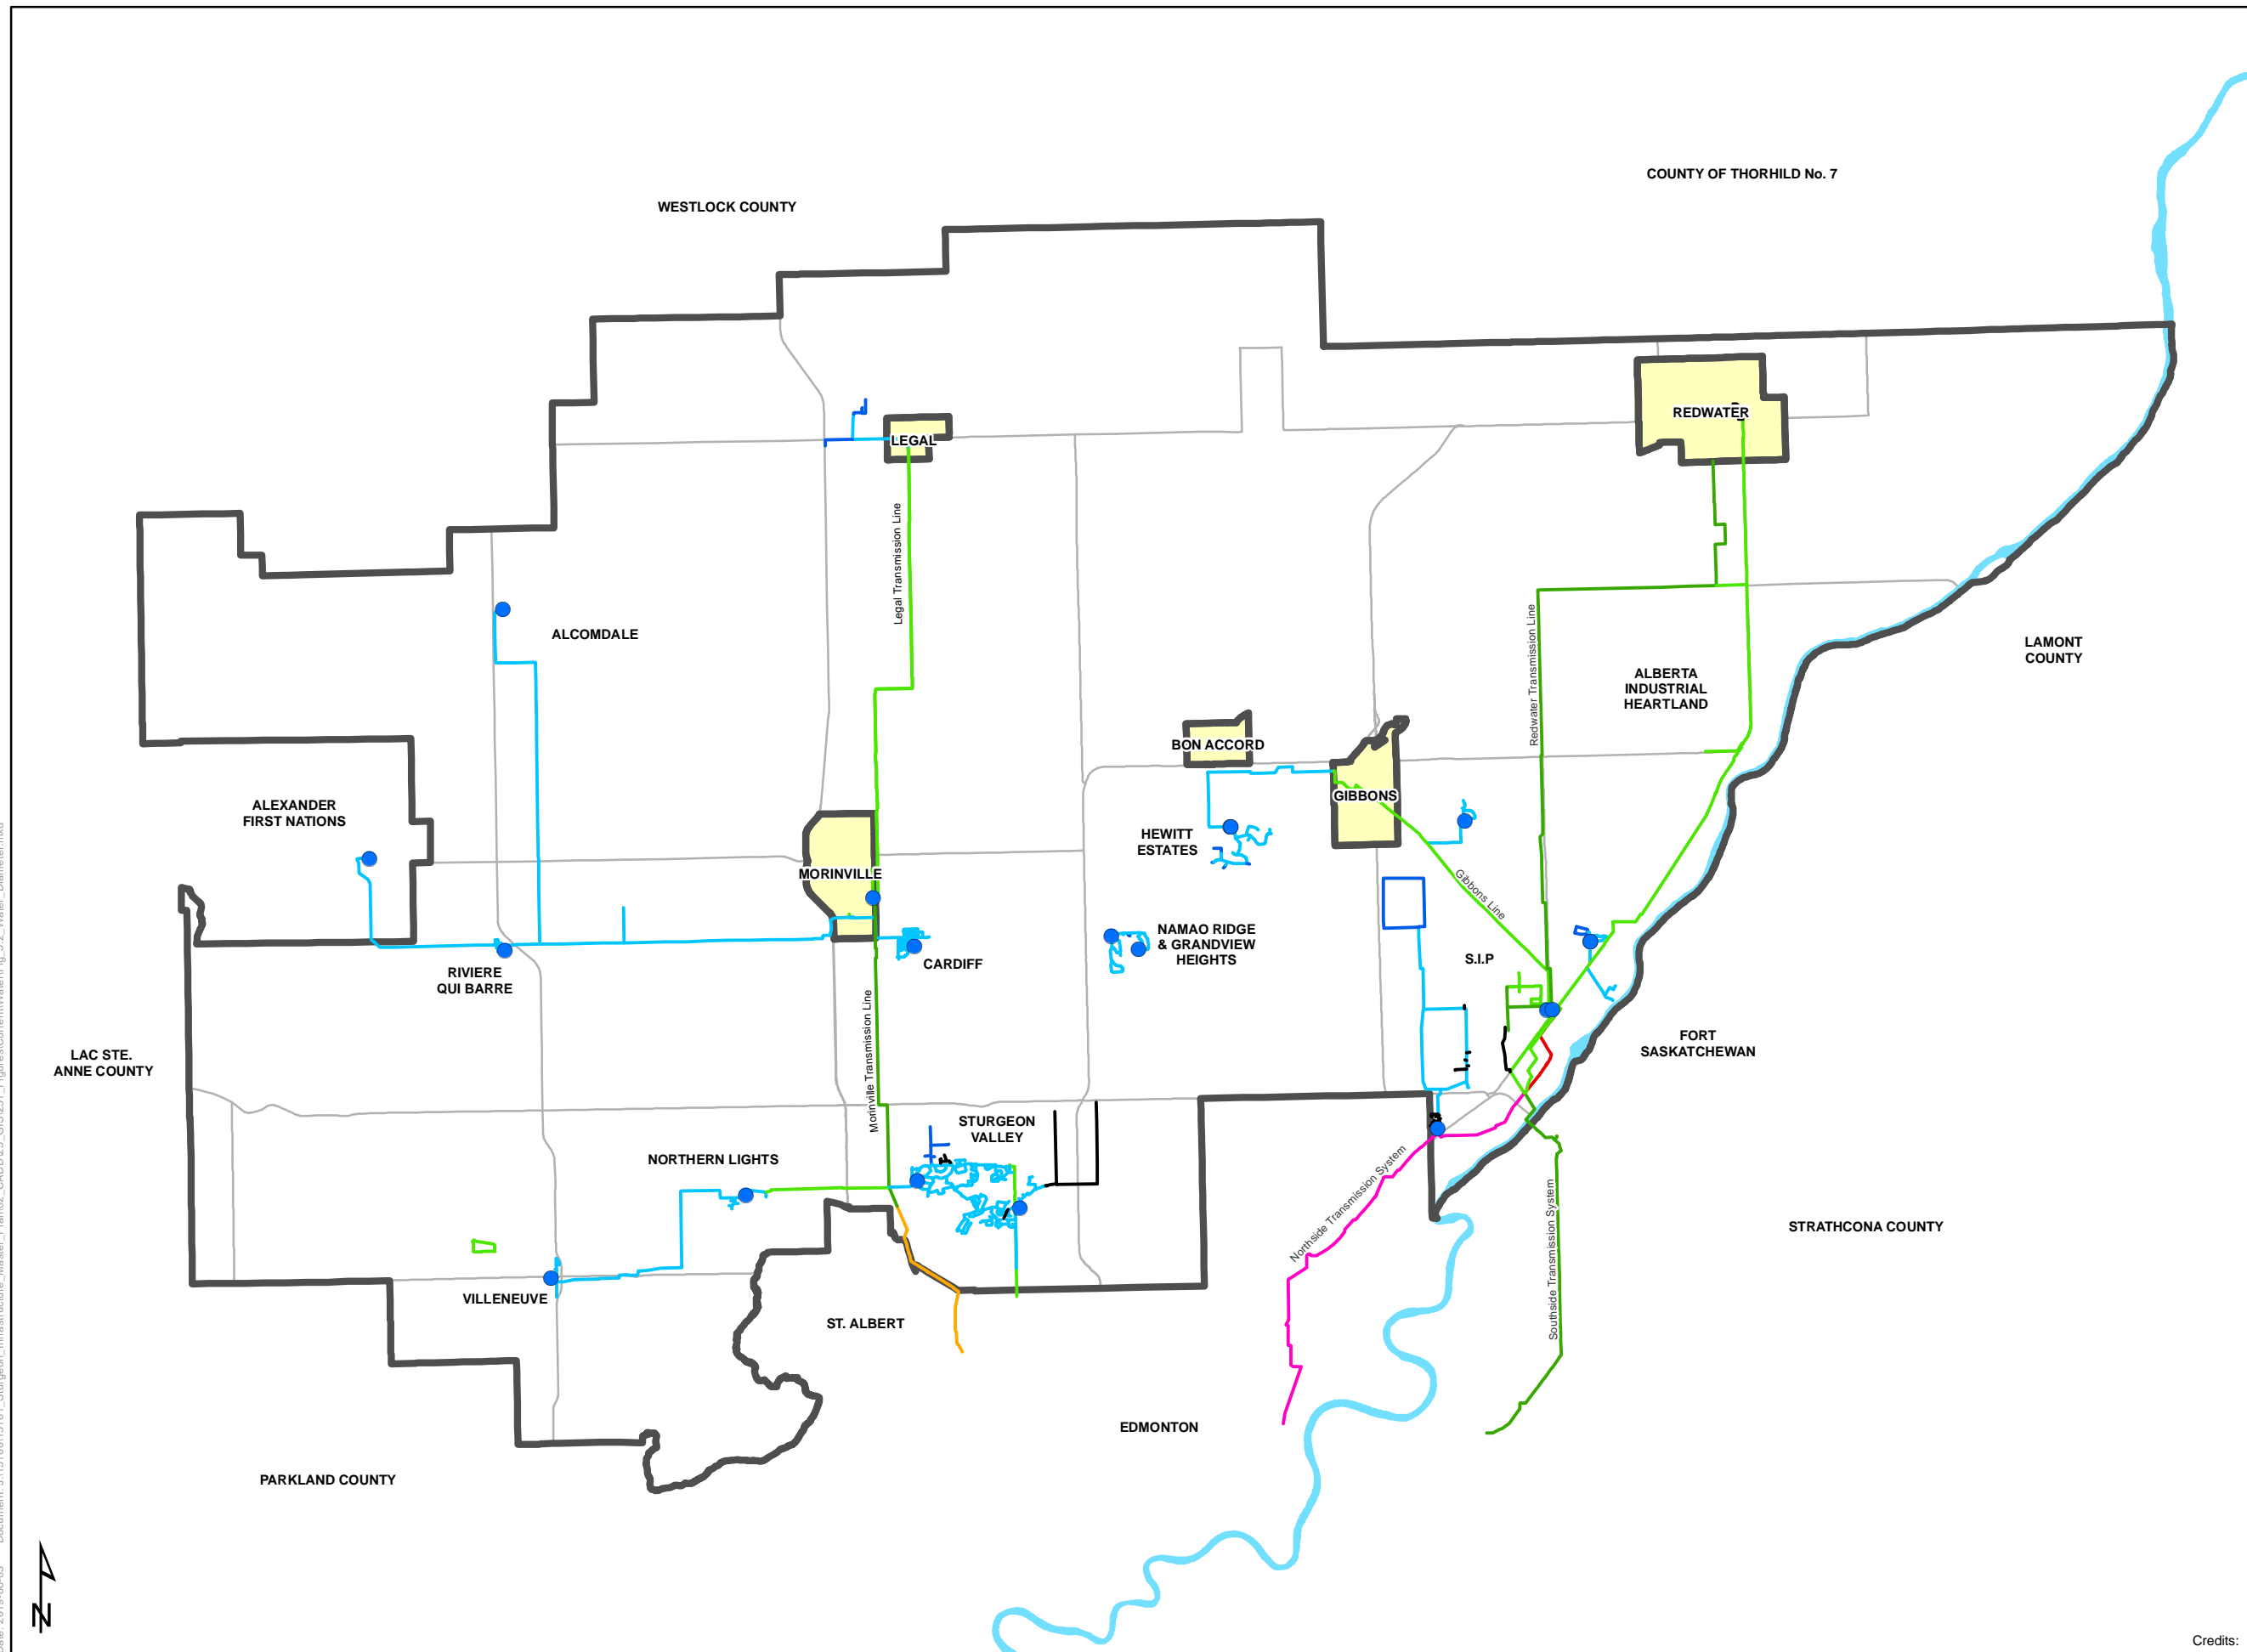 COUNTY OF THORHILD No. 7
WESTLOCK COUNTY
REDWATER
LEGAL
Legal Transmission Line
ALCOMDALE
Redwater Transmission Line
LAMONT
COUNTY
ALBERTA
INDUSTRIAL
HEARTLAND
BON ACCORD
GIBBONS
ALEXANDER
FIRST NATIONS
HEWITT
ESTATES
MORINVILLE
Gibbons Line
NAMAO RIDGE
& GRANDVIEW
HEIGHTS
S.I.P
CARDIFF
RIVIERE
QUI BARRE
Morinville Transmission Line
LAC STE.
ANNE COUNTY
FORT
SASKATCHEWAN
STURGEON
VALLEY
NORTHERN LIGHTS
Northside Transmission System
Southside Transmission System
STRATHCONA COUNTY
VILLENEUVE
ST. ALBERT
EDMONTON
PARKLAND COUNTY
N
Credits: